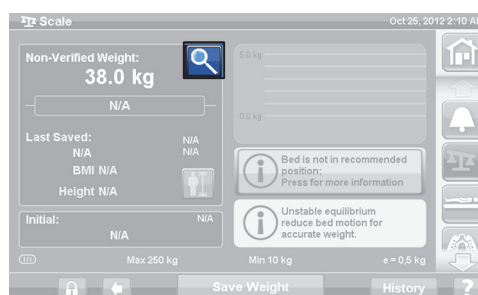 Scale
Oct 25, 2012 2:10 A
Non-Verified Weight:
38.0 kg
N/A
Last Saved:
N/A
N/A
N/A
BMI N/A
Height N/A
Initial:
N/A
N/A
5.0 kg
0.0 kg
Bed is not in recommended
position;
Press for more information
Unstable equilibrium
reduce bed motion for
accurate weight.
Max 250 kg
Min 10 kg
e = 0,5 kg
Save Weight
History
?